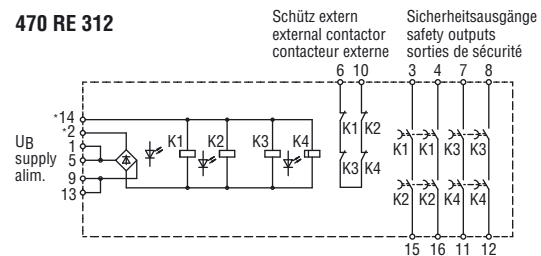 470 RE 312
Schütz extern
external contactor
contacteur externe
Sicherheitsausgänge
safety outputs
sorties de sécurité
6 10
3 4 7 8
*14
*2
1
5
9
13
UB
supply
alim.
K1 K2 K3 K4
K1 K2
K3 K4
K1 K1 K3 K3
K2 K2 K4 K4
15 16 11 12